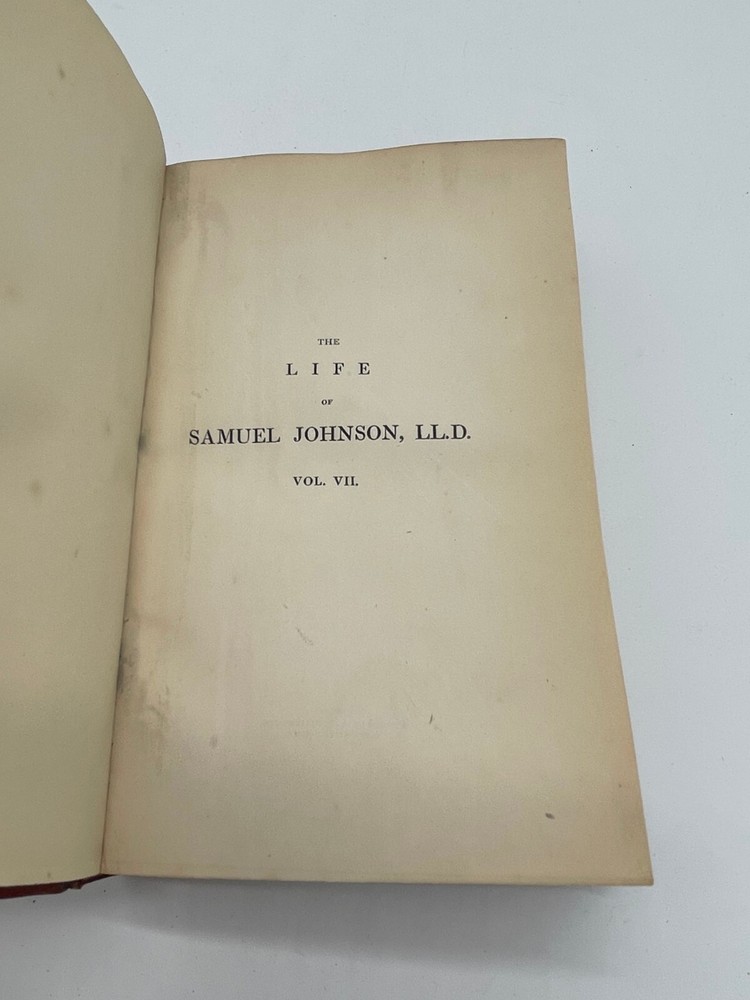 THE
LIFE
OF
SAMUEL JOHNSON, LL.D.
VOL. VII.